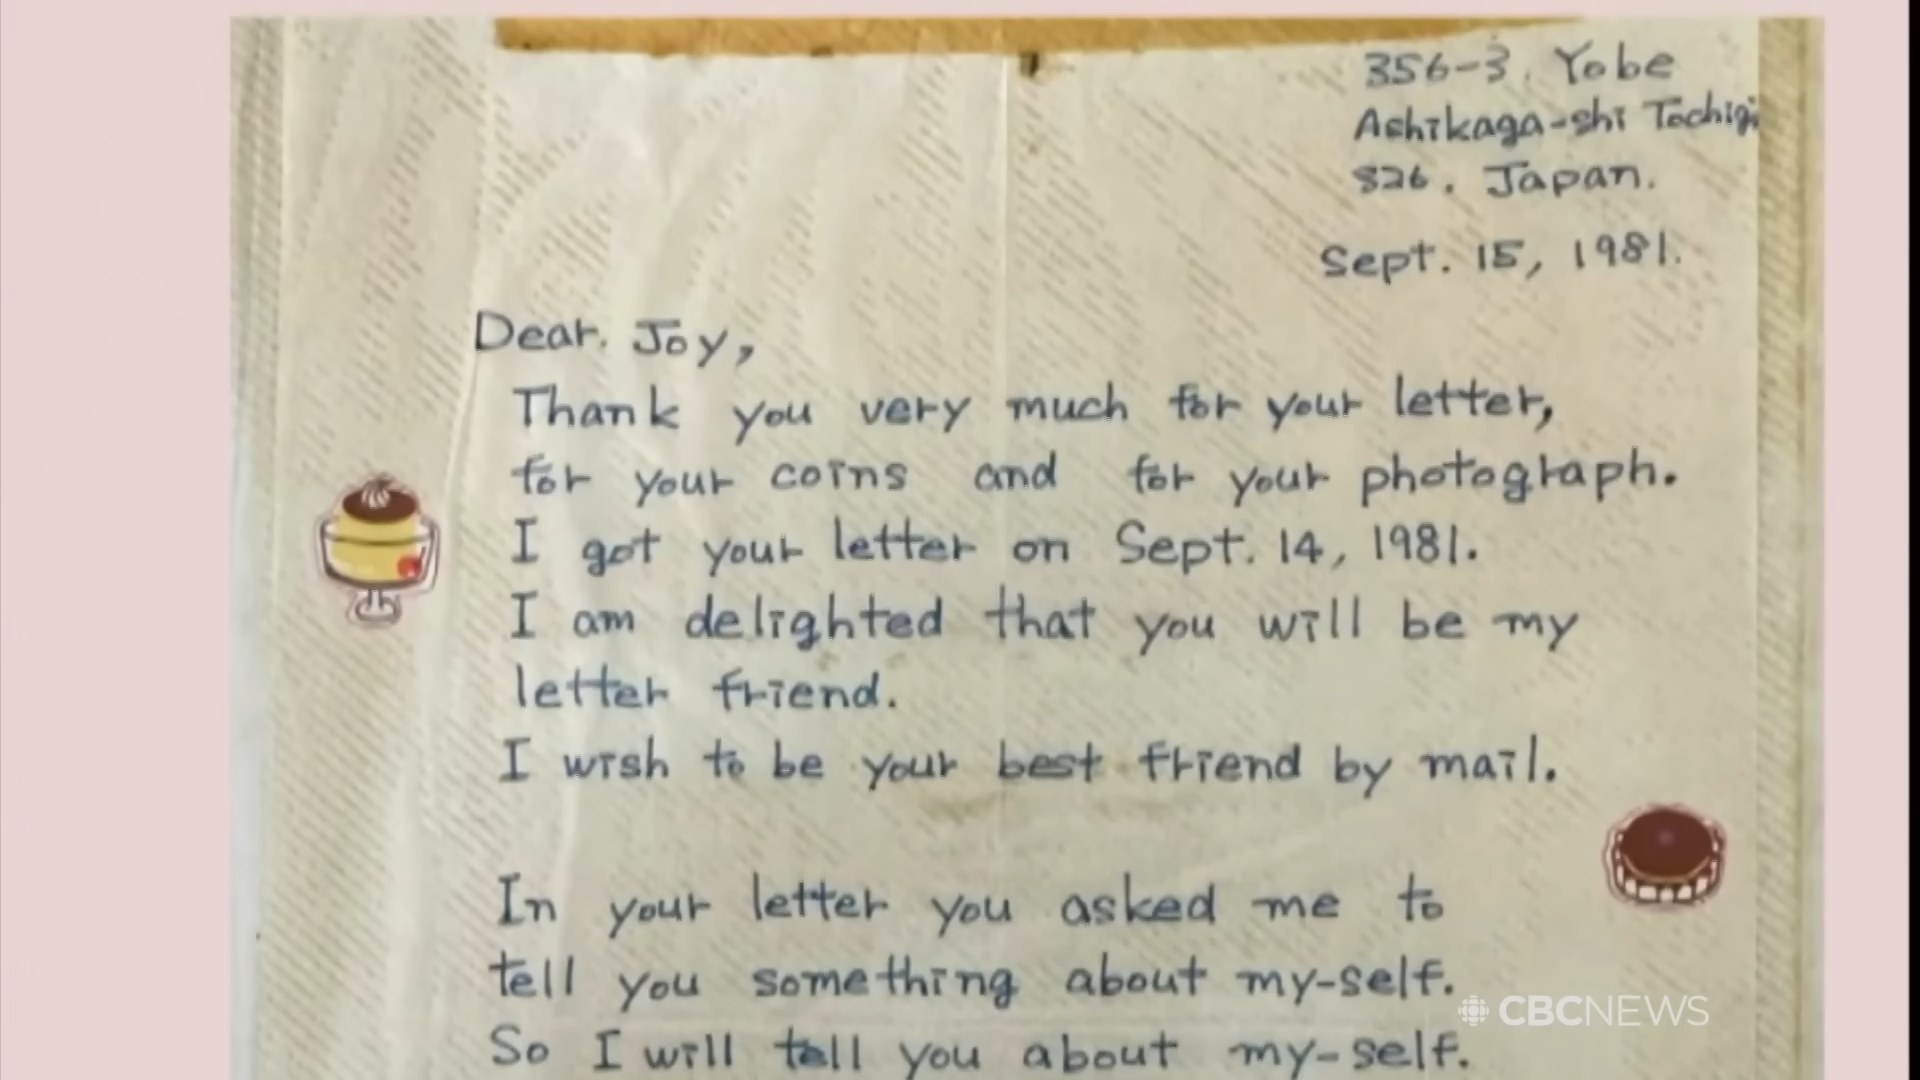 356-3. Yobe
Ashikaga-shi Tochigi
326. Japan.
Sept. 15, 1981.
Dear. Joy,
Thank you very much for your letter,
for your coins and for your photograph.
I got your letter on Sept. 14, 1981.
I am delighted that you will be my
letter friend.
I wish to be your best friend by mail.
In your letter you asked me to
tell you something about my-self.
So I will tell you about my-self.
CBCNEWS